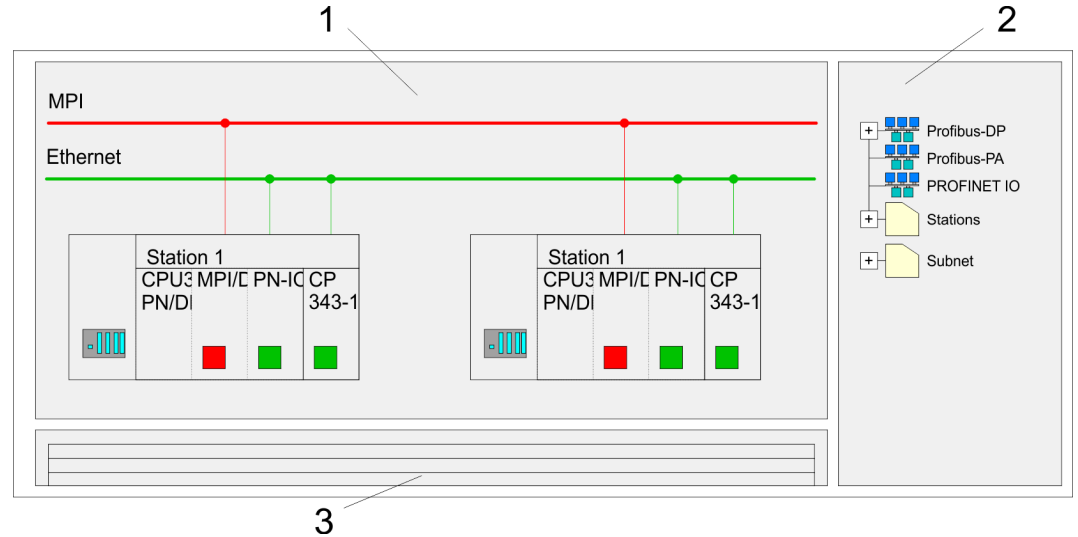 1
2
MPI
Ethernet
Station 1
CPU3 MPI/D PN-IO CP
PN/DI 343-1
Station 1
CPU3 MPI/D PN-IO CP
PN/DI 343-1
+ Profibus-DP
Profibus-PA
PROFINET IO
+ Stations
+ Subnet
3